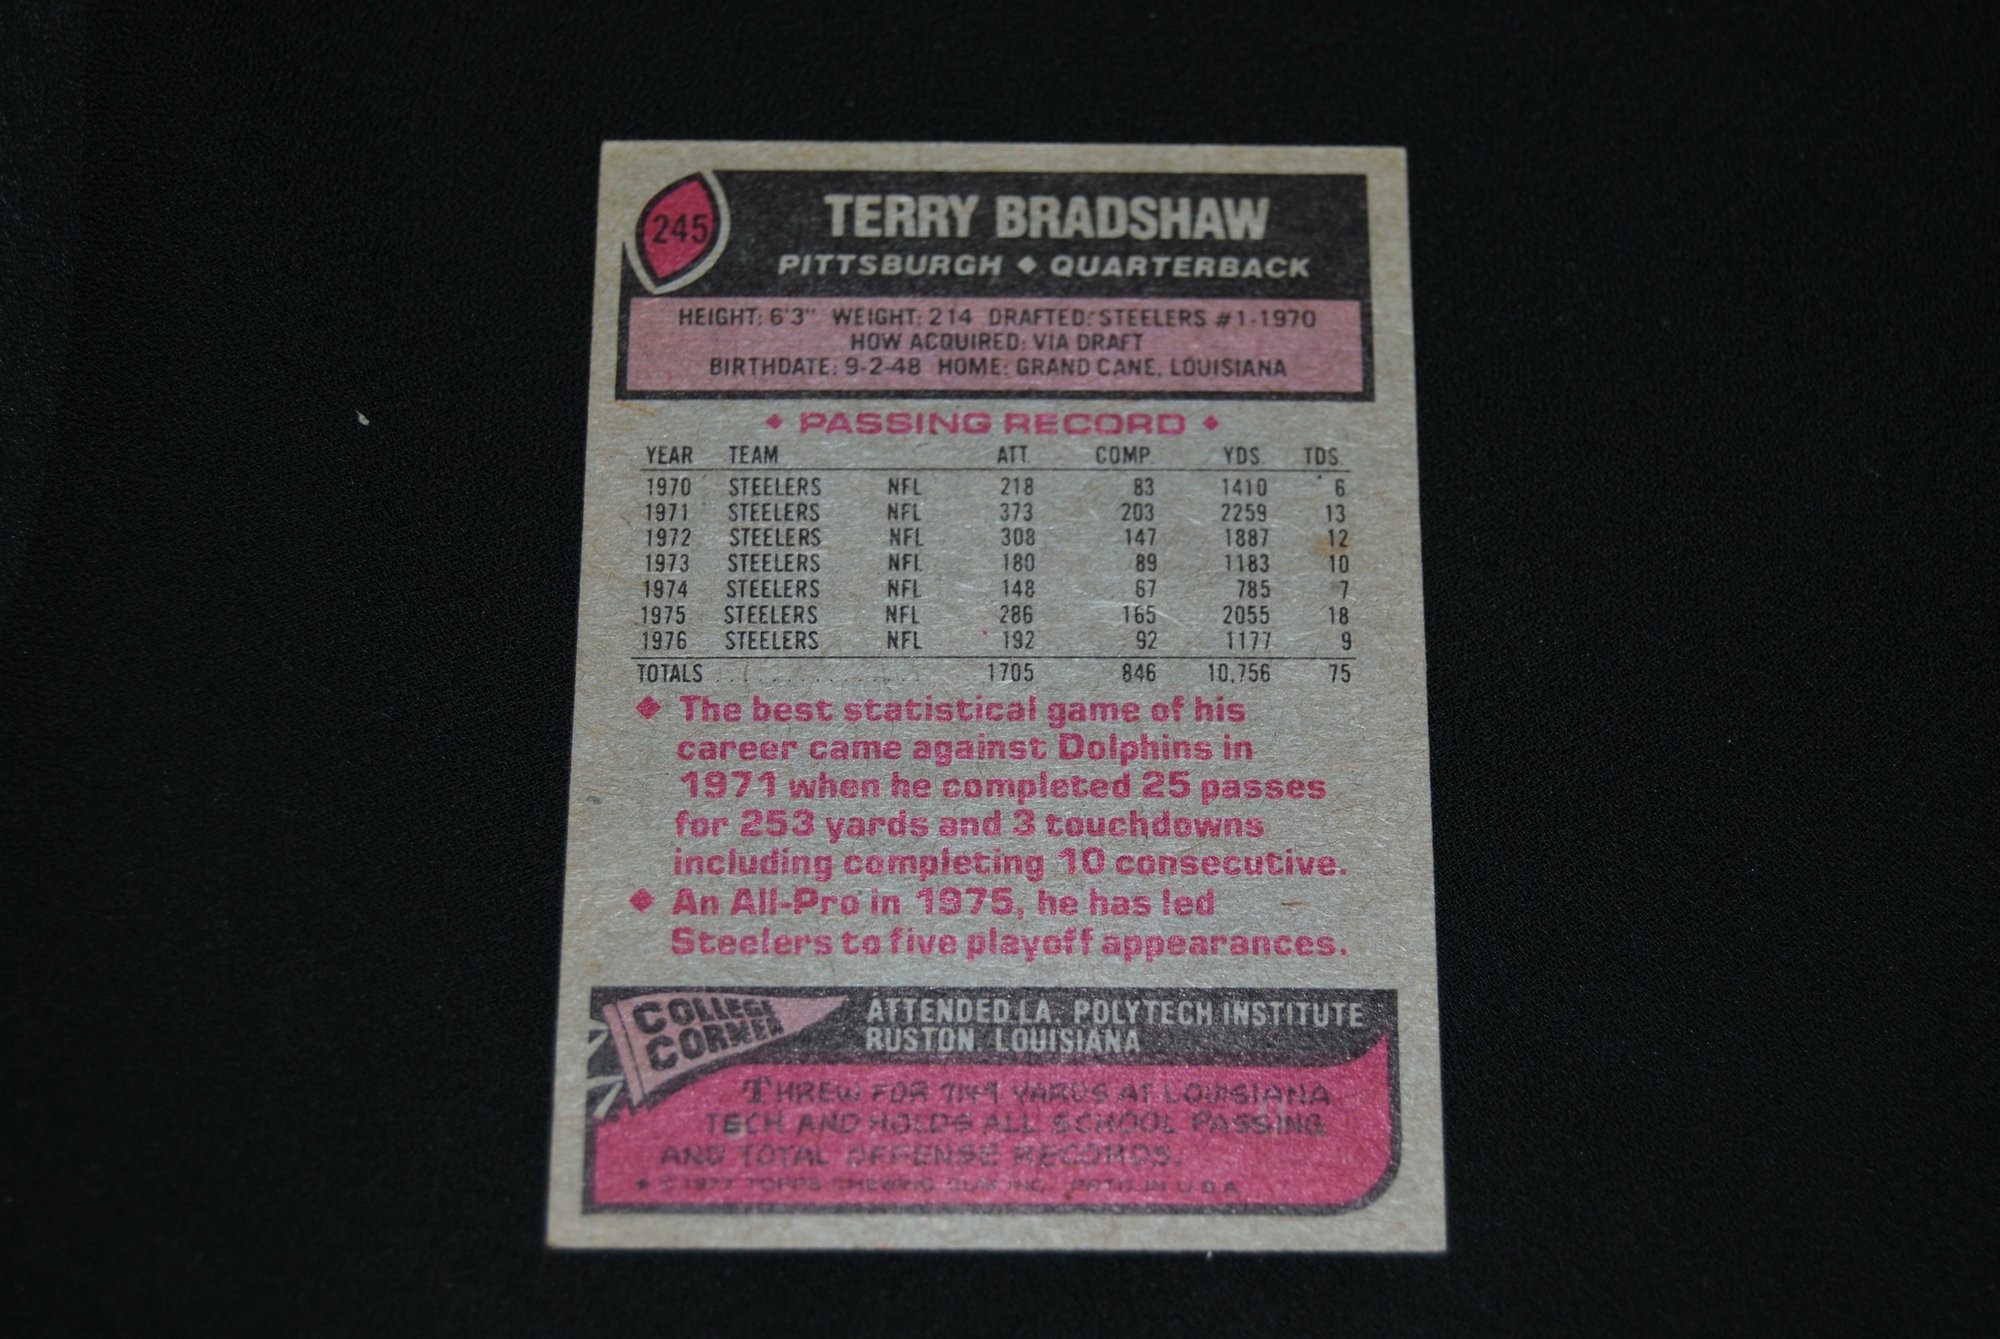 245
TERRY BRADSHAW
PITTSBURGH ◆ QUARTERBACK
HEIGHT: 6'3" WEIGHT: 214 DRAFTED: STEELERS #1-1970
HOW ACQUIRED: VIA DRAFT
BIRTHDATE: 9-2-48 HOME: GRAND CANE, LOUISIANA
◆ PASSING RECORD ◆
YEAR TEAM ATT. COMP. YDS. TDS.
1970 STEELERS NFL 218 83 1410 6
1971 STEELERS NFL 373 203 2259 13
1972 STEELERS NFL 308 147 1887 12
1973 STEELERS NFL 180 89 1183 10
1974 STEELERS NFL 148 67 785 7
1975 STEELERS NFL 286 165 2055 18
1976 STEELERS NFL 192 92 1177 9
TOTALS ................ 1705 846 10,756 75
◆ The best statistical game of his
career came against Dolphins in
1971 when he completed 25 passes
for 253 yards and 3 touchdowns
including completing 10 consecutive.
◆ An All-Pro in 1975, he has led
Steelers to five playoff appearances.
COLLEGE
CORNER
ATTENDED LA. POLYTECH INSTITUTE
RUSTON, LOUISIANA
THREW FOR 7149 YARDS AT LOUISIANA
TECH AND HOLDS ALL SCHOOL PASSING
AND TOTAL OFFENSE RECORDS.
* © 1977 TOPPS CHEWING GUM INC. PRTD. IN U.S.A.